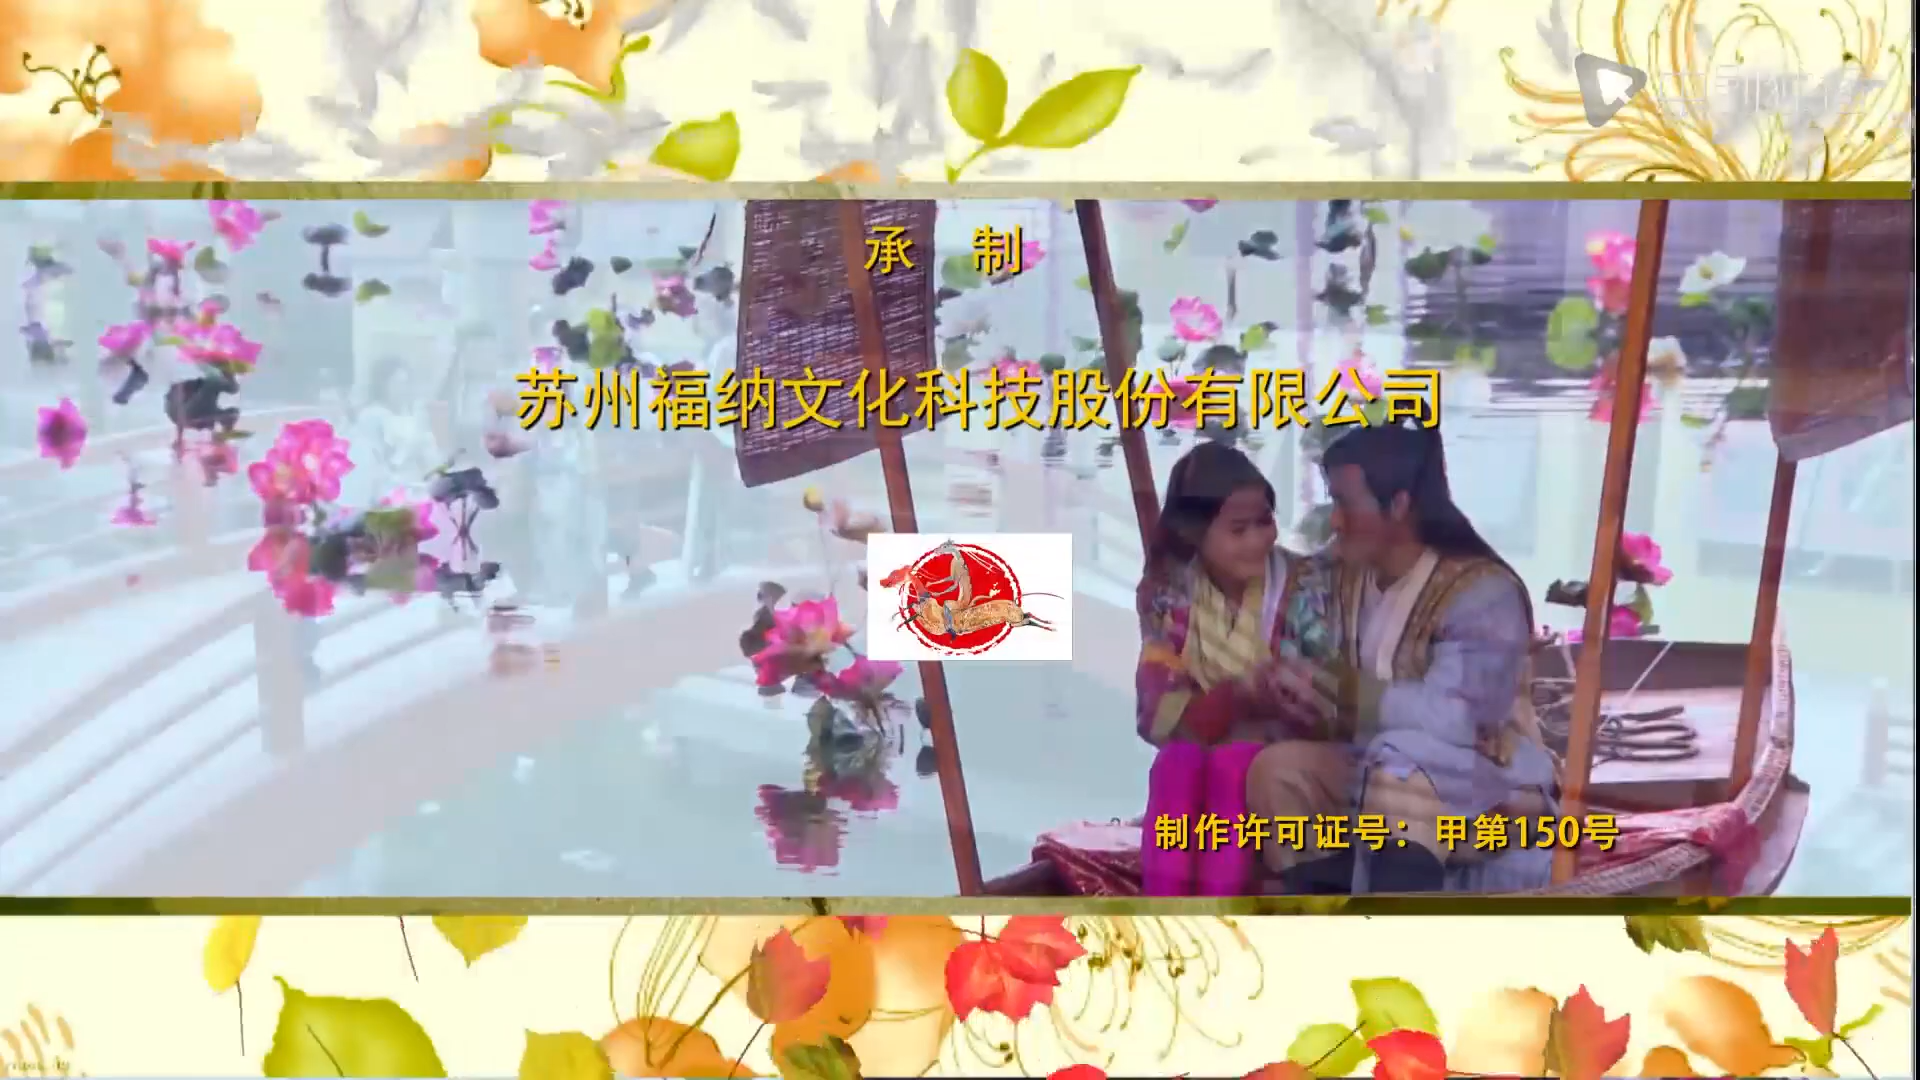 承 制
苏州福纳文化科技股份有限公司
制作许可证号：甲第150号